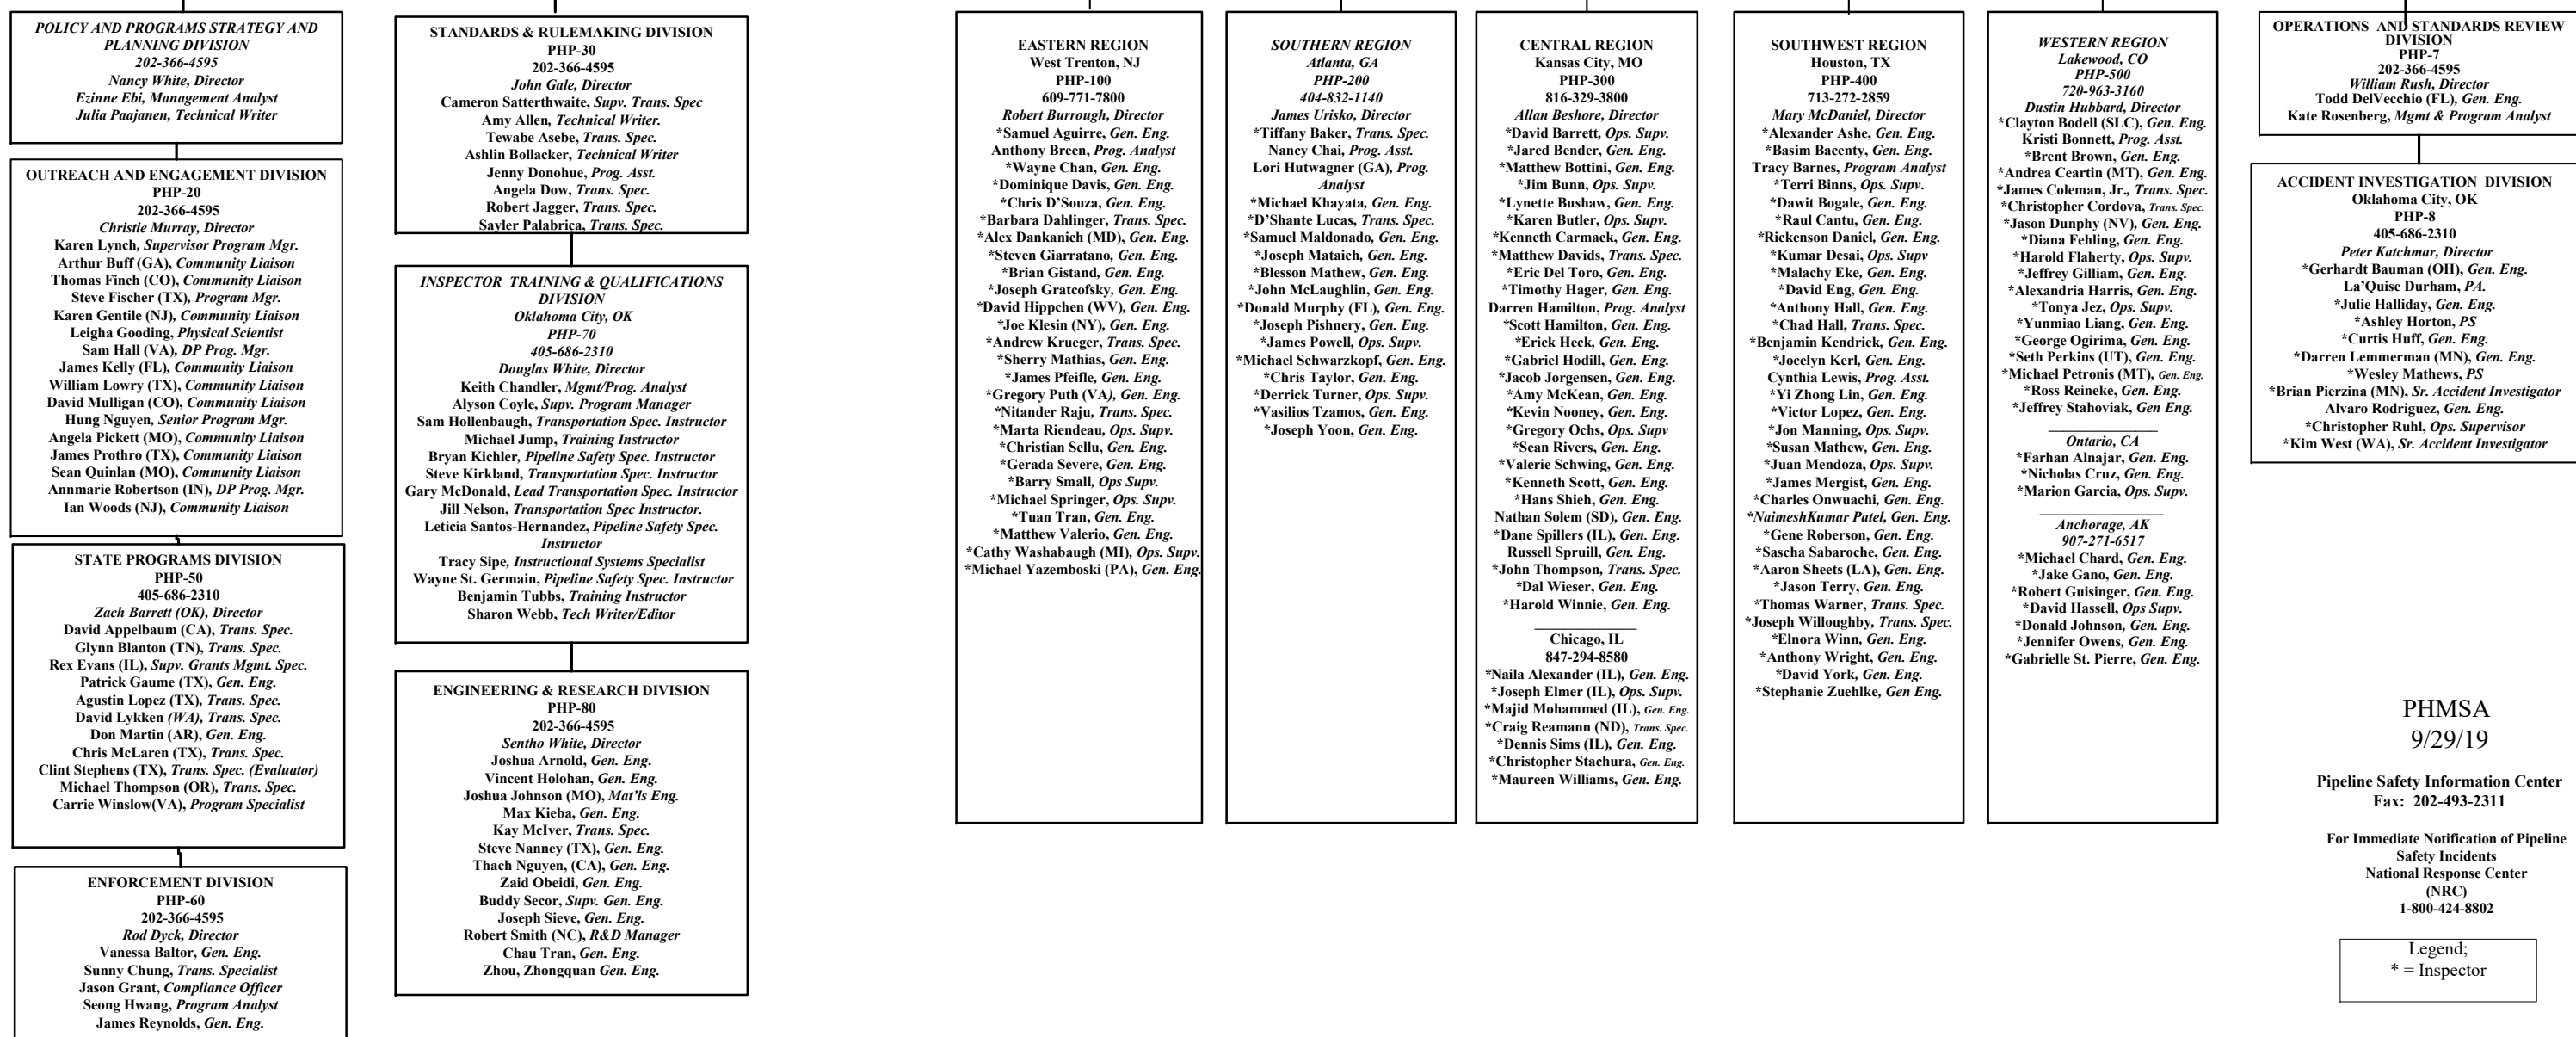 POLICY AND PROGRAMS STRATEGY AND
PLANNING DIVISION
202-366-4595
Nancy White, Director
Ezinne Ebi, Management Analyst
Julia Paajanen, Technical Writer
OUTREACH AND ENGAGEMENT DIVISION
PHP-20
202-366-4595
Christie Murray, Director
Karen Lynch, Supervisor Program Mgr.
Arthur Buff (GA), Community Liaison
Thomas Finch (CO), Community Liaison
Steve Fischer (TX), Program Mgr.
Karen Gentile (NJ), Community Liaison
Leigha Gooding, Physical Scientist
Sam Hall (VA), DP Prog. Mgr.
James Kelly (FL), Community Liaison
William Lowry (TX), Community Liaison
David Mulligan (CO), Community Liaison
Hung Nguyen, Senior Program Mgr.
Angela Pickett (MO), Community Liaison
James Prothro (TX), Community Liaison
Sean Quinlan (MO), Community Liaison
Annmarie Robertson (IN), DP Prog. Mgr.
Ian Woods (NJ), Community Liaison
STATE PROGRAMS DIVISION
PHP-50
405-686-2310
Zach Barrett (OK), Director
David Appelbaum (CA), Trans. Spec.
Glynn Blanton (TN), Trans. Spec.
Rex Evans (IL), Supv. Grants Mgmt. Spec.
Patrick Gaume (TX), Gen. Eng.
Agustin Lopez (TX), Trans. Spec.
David Lykken (WA), Trans. Spec.
Don Martin (AR), Gen. Eng.
Chris McLaren (TX), Trans. Spec.
Clint Stephens (TX), Trans. Spec. (Evaluator)
Michael Thompson (OR), Trans. Spec.
Carrie Winslow(VA), Program Specialist
ENFORCEMENT DIVISION
PHP-60
202-366-4595
Rod Dyck, Director
Vanessa Baltor, Gen. Eng.
Sunny Chung, Trans. Specialist
Jason Grant, Compliance Officer
Seong Hwang, Program Analyst
James Reynolds, Gen. Eng.
STANDARDS & RULEMAKING DIVISION
PHP-30
202-366-4595
John Gale, Director
Cameron Satterthwaite, Supv. Trans. Spec
Amy Allen, Technical Writer.
Tewabe Asebe, Trans. Spec.
Ashlin Bollacker, Technical Writer
Jenny Donohue, Prog. Asst.
Angela Dow, Trans. Spec.
Robert Jagger, Trans. Spec.
Sayler Palabrica, Trans. Spec.
INSPECTOR TRAINING & QUALIFICATIONS
DIVISION
Oklahoma City, OK
PHP-70
405-686-2310
Douglas White, Director
Keith Chandler, Mgmt/Prog. Analyst
Alyson Coyle, Supv. Program Manager
Sam Hollenbaugh, Transportation Spec. Instructor
Michael Jump, Training Instructor
Bryan Kichler, Pipeline Safety Spec. Instructor
Steve Kirkland, Transportation Spec. Instructor
Gary McDonald, Lead Transportation Spec. Instructor
Jill Nelson, Transportation Spec Instructor.
Leticia Santos-Hernandez, Pipeline Safety Spec.
Instructor
Tracy Sipe, Instructional Systems Specialist
Wayne St. Germain, Pipeline Safety Spec. Instructor
Benjamin Tubbs, Training Instructor
Sharon Webb, Tech Writer/Editor
ENGINEERING & RESEARCH DIVISION
PHP-80
202-366-4595
Sentho White, Director
Joshua Arnold, Gen. Eng.
Vincent Holohan, Gen. Eng.
Joshua Johnson (MO), Mat'ls Eng.
Max Kieba, Gen. Eng.
Kay McIver, Trans. Spec.
Steve Nanney (TX), Gen. Eng.
Thach Nguyen, (CA), Gen. Eng.
Zaid Obeidi, Gen. Eng.
Buddy Secor, Supv. Gen. Eng.
Joseph Sieve, Gen. Eng.
Robert Smith (NC), R&D Manager
Chau Tran, Gen. Eng.
Zhou, Zhongquan Gen. Eng.
EASTERN REGION
West Trenton, NJ
PHP-100
609-771-7800
Robert Burrough, Director
*Samuel Aguirre, Gen. Eng.
Anthony Breen, Prog. Analyst
*Wayne Chan, Gen. Eng.
*Dominique Davis, Gen. Eng.
*Chris D'Souza, Gen. Eng.
*Barbara Dahlinger, Trans. Spec.
*Alex Dankanich (MD), Gen. Eng.
*Steven Giarratano, Gen. Eng.
*Brian Gistand, Gen. Eng.
*Joseph Gratcofsky, Gen. Eng.
*David Hippchen (WV), Gen. Eng.
*Joe Klesin (NY), Gen. Eng.
*Andrew Krueger, Trans. Spec.
*Sherry Mathias, Gen. Eng.
*James Pfeifle, Gen. Eng.
*Gregory Puth (VA), Gen. Eng.
*Nitander Raju, Trans. Spec.
*Marta Riendeau, Ops. Supv.
*Christian Sellu, Gen. Eng.
*Gerada Severe, Gen. Eng.
*Barry Small, Ops Supv.
*Michael Springer, Ops. Supv.
*Tuan Tran, Gen. Eng.
*Matthew Valerio, Gen. Eng.
*Cathy Washabaugh (MI), Ops. Supv.
*Michael Yazemboski (PA), Gen. Eng.
SOUTHERN REGION
Atlanta, GA
PHP-200
404-832-1140
James Urisko, Director
*Tiffany Baker, Trans. Spec.
Nancy Chai, Prog. Asst.
Lori Hutwagner (GA), Prog.
Analyst
*Michael Khayata, Gen. Eng.
*D'Shante Lucas, Trans. Spec.
*Samuel Maldonado, Gen. Eng.
*Joseph Mataich, Gen. Eng.
*Blesson Mathew, Gen. Eng.
*John McLaughlin, Gen. Eng.
*Donald Murphy (FL), Gen. Eng.
*Joseph Pishnery, Gen. Eng.
*James Powell, Ops. Supv.
*Michael Schwarzkopf, Gen. Eng.
*Chris Taylor, Gen. Eng.
*Derrick Turner, Ops. Supv.
*Vasilios Tzamos, Gen. Eng.
*Joseph Yoon, Gen. Eng.
CENTRAL REGION
Kansas City, MO
PHP-300
816-329-3800
Allan Beshore, Director
*David Barrett, Ops. Supv.
*Jared Bender, Gen. Eng.
*Matthew Bottini, Gen. Eng.
*Jim Bunn, Ops. Supv.
*Lynette Bushaw, Gen. Eng.
*Karen Butler, Ops. Supv.
*Kenneth Carmack, Gen. Eng.
*Matthew Davids, Trans. Spec.
*Eric Del Toro, Gen. Eng.
*Timothy Hager, Gen. Eng.
Darren Hamilton, Prog. Analyst
*Scott Hamilton, Gen. Eng.
*Erick Heck, Gen. Eng.
*Gabriel Hodill, Gen. Eng.
*Jacob Jorgensen, Gen. Eng.
*Amy McKean, Gen. Eng.
*Kevin Nooney, Gen. Eng.
*Gregory Ochs, Ops. Supv
*Sean Rivers, Gen. Eng.
*Valerie Schwing, Gen. Eng.
*Kenneth Scott, Gen. Eng.
*Hans Shieh, Gen. Eng.
Nathan Solem (SD), Gen. Eng.
*Dane Spillers (IL), Gen. Eng.
Russell Spruill, Gen. Eng.
*John Thompson, Trans. Spec.
*Dal Wieser, Gen. Eng.
*Harold Winnie, Gen. Eng.
Chicago, IL
847-294-8580
*Naila Alexander (IL), Gen. Eng.
*Joseph Elmer (IL), Ops. Supv.
*Majid Mohammed (IL), Gen. Eng.
*Craig Reamann (ND), Trans. Spec.
*Dennis Sims (IL), Gen. Eng.
*Christopher Stachura, Gen. Eng.
*Maureen Williams, Gen. Eng.
SOUTHWEST REGION
Houston, TX
PHP-400
713-272-2859
Mary McDaniel, Director
*Alexander Ashe, Gen. Eng.
*Basim Bacenty, Gen. Eng.
Tracy Barnes, Program Analyst
*Terri Binns, Ops. Supv.
*Dawit Bogale, Gen. Eng.
*Raul Cantu, Gen. Eng.
*Rickenson Daniel, Gen. Eng.
*Kumar Desai, Ops. Supv
*Malachy Eke, Gen. Eng.
*David Eng, Gen. Eng.
*Anthony Hall, Gen. Eng.
*Chad Hall, Trans. Spec.
*Benjamin Kendrick, Gen. Eng.
*Jocelyn Kerl, Gen. Eng.
Cynthia Lewis, Prog. Asst.
*Yi Zhong Lin, Gen. Eng.
*Victor Lopez, Gen. Eng.
*Jon Manning, Ops. Supv
*Susan Mathew, Gen. Eng.
*Juan Mendoza, Ops. Supv.
*James Mergist, Gen. Eng.
*Charles Onwuachi, Gen. Eng.
*NaimeshKumar Patel, Gen. Eng.
*Gene Roberson, Gen. Eng.
*Sascha Sabaroche, Gen. Eng.
*Aaron Sheets (LA), Gen. Eng.
*Jason Terry, Gen. Eng.
*Thomas Warner, Trans. Spec.
*Joseph Willoughby, Trans. Spec.
*Elnora Winn, Gen. Eng.
*Anthony Wright, Gen. Eng.
*David York, Gen. Eng.
*Stephanie Zuehlke, Gen Eng.
WESTERN REGION
Lakewood, CO
PHP-500
720-963-3160
Dustin Hubbard, Director
*Clayton Bodell (SLC), Gen. Eng.
Kristi Bonnett, Prog. Asst.
*Brent Brown, Gen. Eng.
*Andrea Ceartin (MT), Gen. Eng.
*James Coleman, Jr., Trans. Spec.
*Christopher Cordova, Trans. Spec.
*Jason Dunphy (NV), Gen. Eng.
*Diana Fehling, Gen. Eng.
*Harold Flaherty, Ops. Supv.
*Jeffrey Gilliam, Gen. Eng.
*Alexandria Harris, Gen. Eng.
*Tonya Jez, Ops. Supv.
*Yunmiao Liang, Gen. Eng.
*George Ogirima, Gen. Eng.
*Seth Perkins (UT), Gen. Eng.
*Michael Petronis (MT), Gen. Eng.
*Ross Reineke, Gen. Eng.
*Jeffrey Stahoviak, Gen Eng.
Ontario, CA
*Farhan Alnajar, Gen. Eng.
*Nicholas Cruz, Gen. Eng.
*Marion Garcia, Ops. Supv.
Anchorage, AK
907-271-6517
*Michael Chard, Gen. Eng.
*Jake Gano, Gen. Eng.
*Robert Guisinger, Gen. Eng.
*David Hassell, Ops Supv.
*Donald Johnson, Gen. Eng.
*Jennifer Owens, Gen. Eng.
*Gabrielle St. Pierre, Gen. Eng.
OPERATIONS AND STANDARDS REVIEW
DIVISION
PHP-7
202-366-4595
William Rush, Director
Todd DelVecchio (FL), Gen. Eng.
Kate Rosenberg, Mgmt & Program Analyst
ACCIDENT INVESTIGATION DIVISION
Oklahoma City, OK
PHP-8
405-686-2310
Peter Katchmar, Director
*Gerhardt Bauman (OH), Gen. Eng.
La'Quise Durham, PA.
*Julie Halliday, Gen. Eng.
*Ashley Horton, PS
*Curtis Huff, Gen. Eng.
*Darren Lemmerman (MN), Gen. Eng.
*Wesley Mathews, PS
*Brian Pierzina (MN), Sr. Accident Investigator
Alvaro Rodriguez, Gen. Eng.
*Christopher Ruhl, Ops. Supervisor
*Kim West (WA), Sr. Accident Investigator
PHMSA
9/29/19
Pipeline Safety Information Center
Fax: 202-493-2311
For Immediate Notification of Pipeline
Safety Incidents
National Response Center
(NRC)
1-800-424-8802
Legend;
* = Inspector